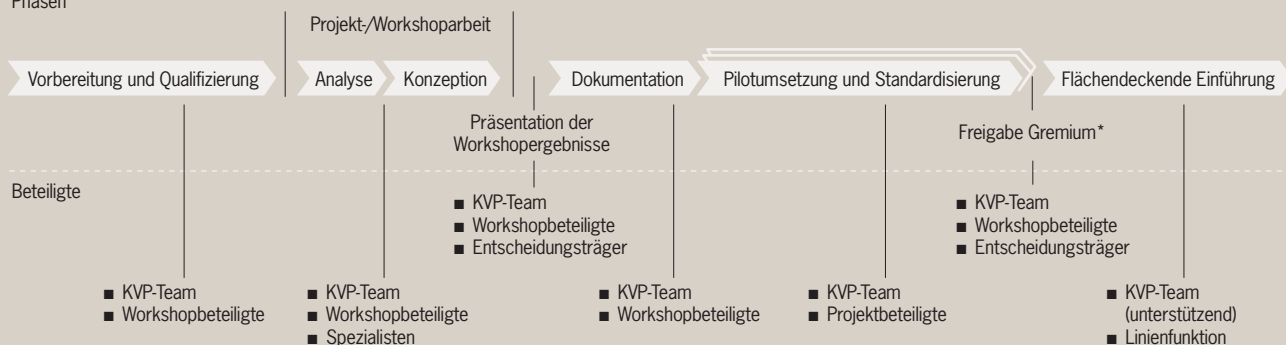 Phasen
Projekt-/Workshoparbeit
Vorbereitung und Qualifizierung
Analyse
Konzeption
Dokumentation
Pilotumsetzung und Standardisierung
Flächendeckende Einführung
Präsentation der
Workshopergebnisse
Freigabe Gremium*
Beteiligte
■ KVP-Team
■ Workshopbeteiligte
■ Entscheidungsträger
■ KVP-Team
■ Workshopbeteiligte
■ Entscheidungsträger
■ KVP-Team
■ Workshopbeteiligte
■ KVP-Team
■ Workshopbeteiligte
■ Spezialisten
■ KVP-Team
■ Workshopbeteiligte
■ KVP-Team
■ Projektbeteiligte
■ KVP-Team
(unterstützend)
■ Linienfunktion